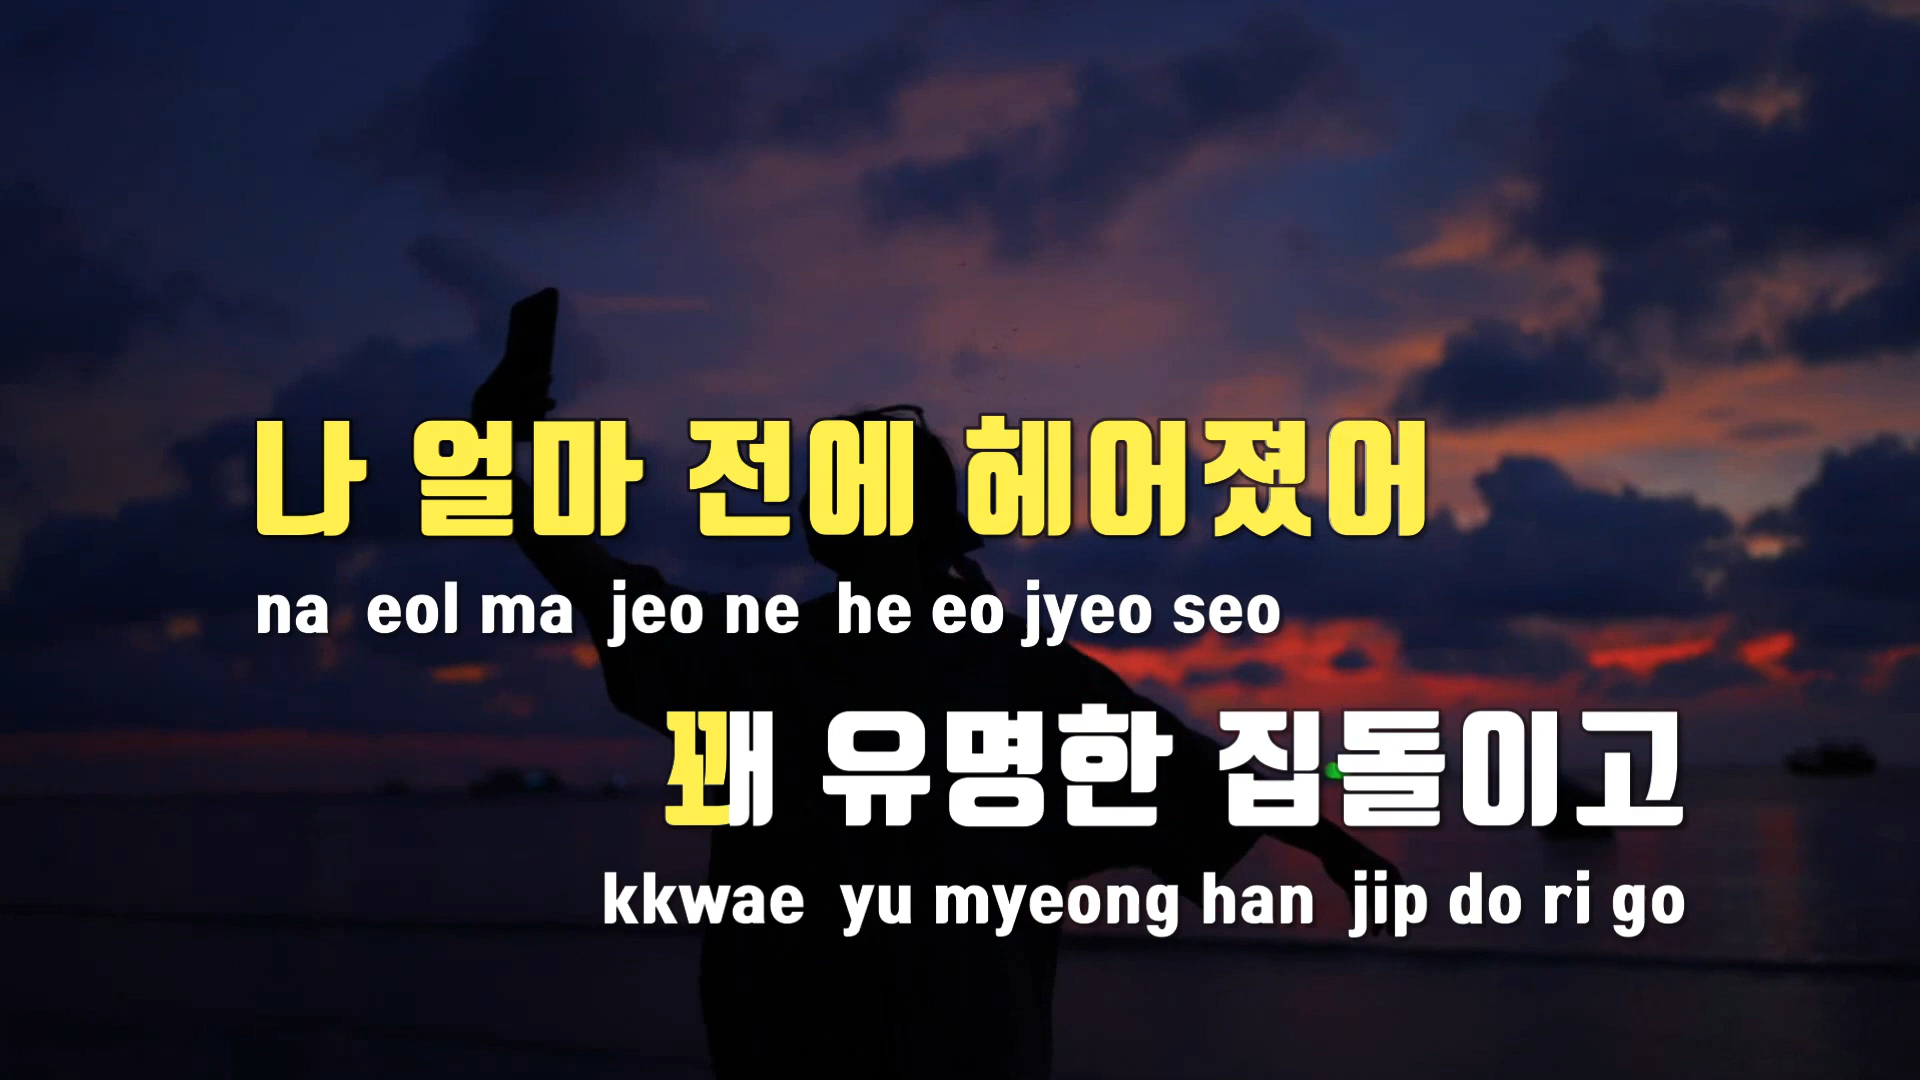 나 얼마 전에 헤어졌어
na eol ma jeo ne he eo jyeo seo
꽤 유명한 집돌이고
kkwae yu myeong han jip do ri go